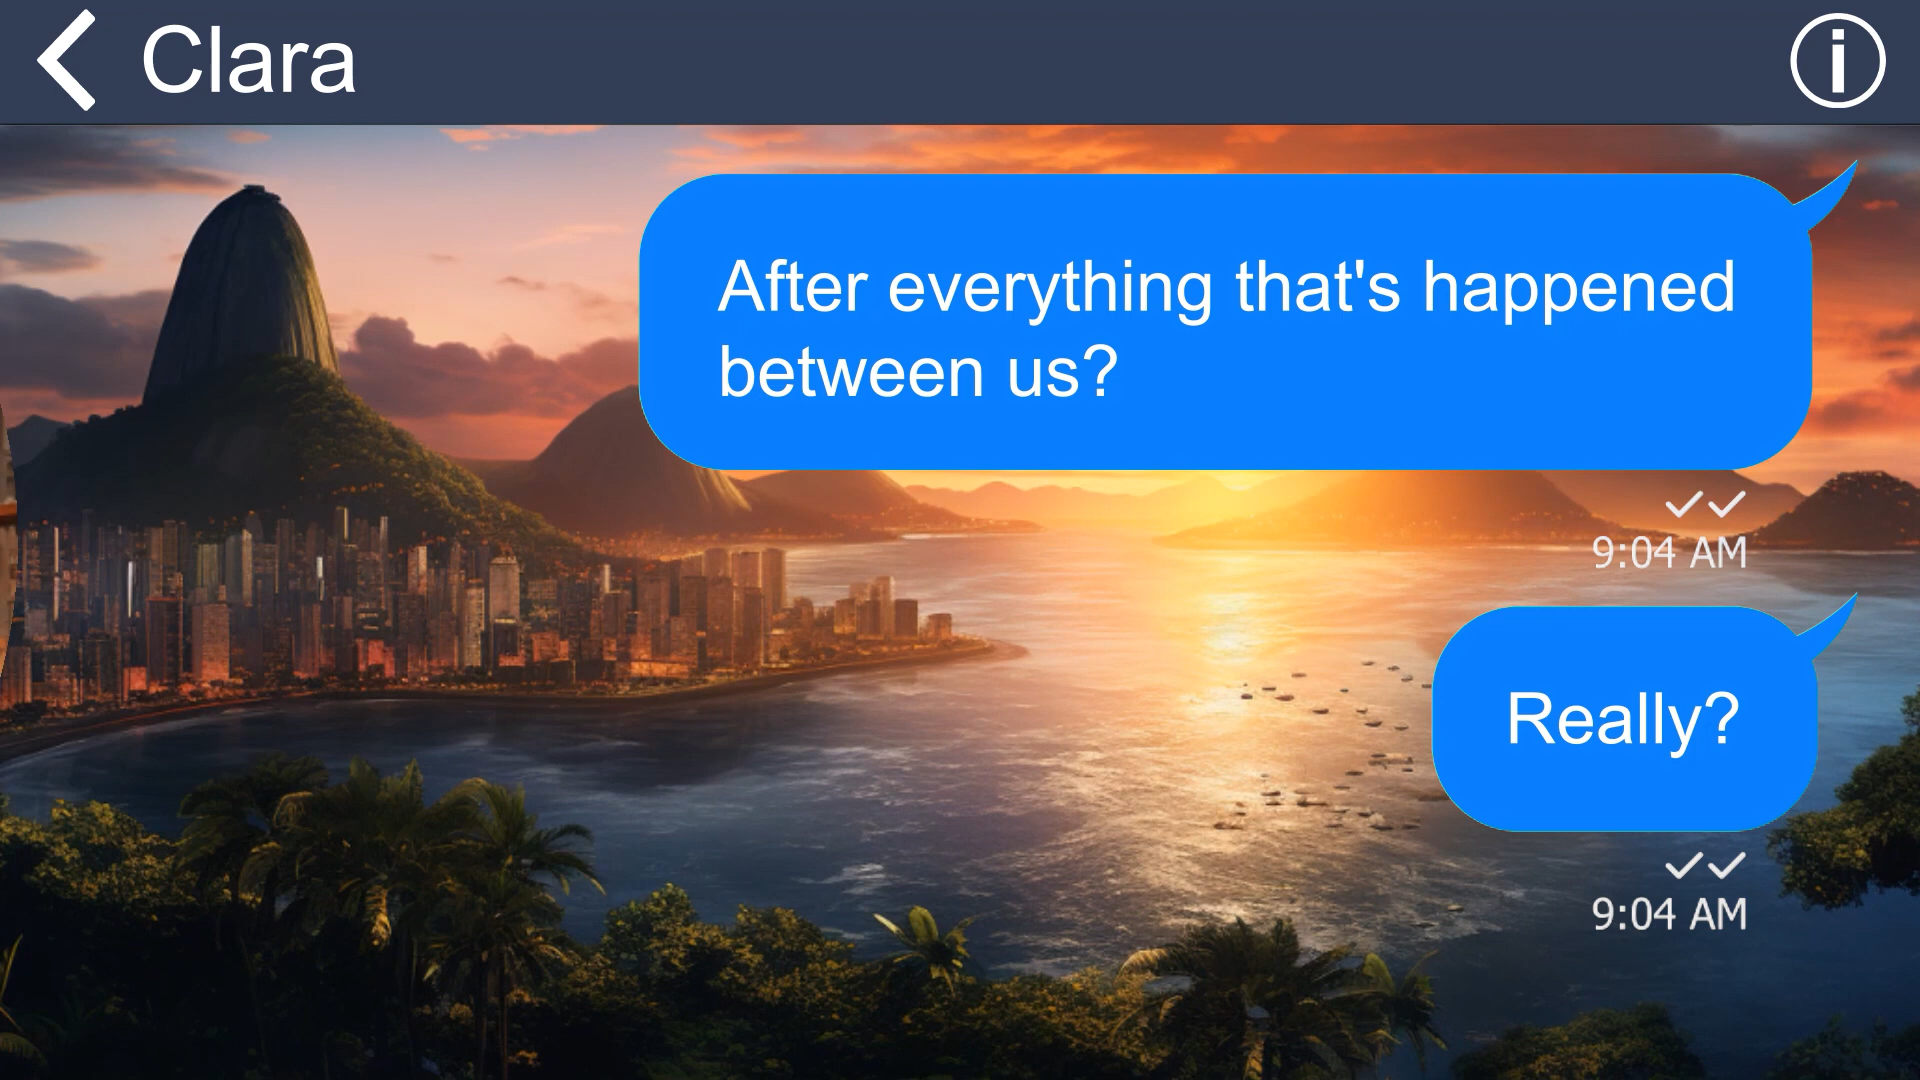 Clara
After everything that's happened
between us?
9:04 AM
Really?
9:04 AM